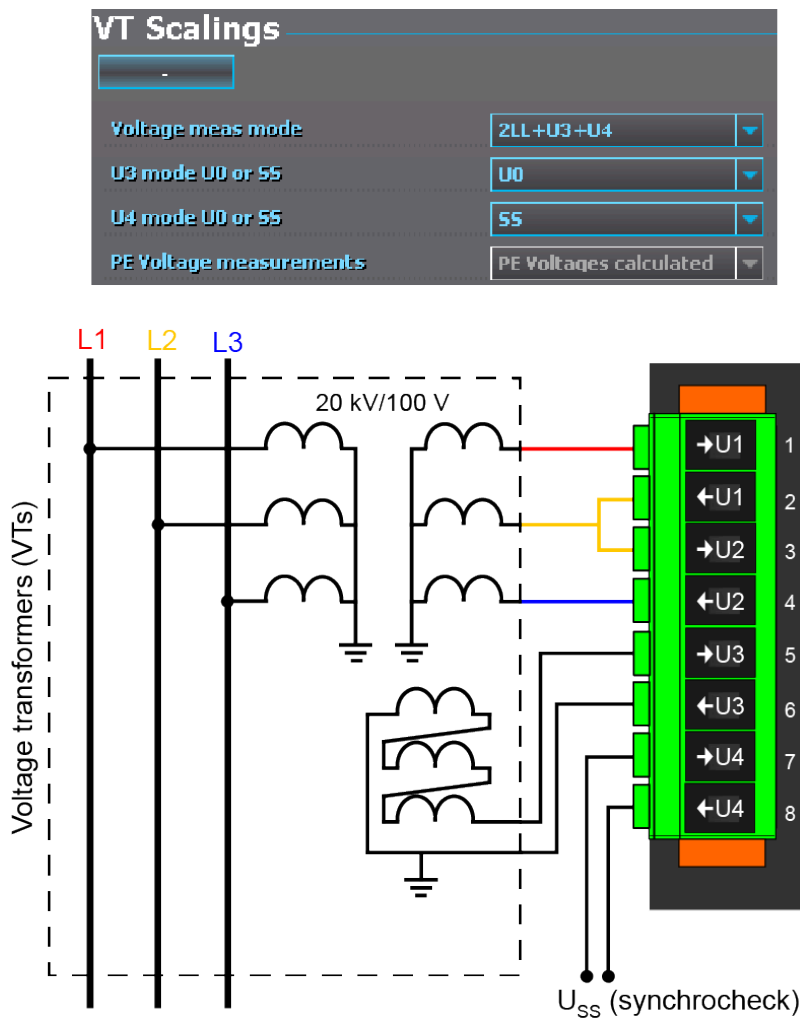 VT Scalings
-
Voltage meas mode 2LL+U3+U4
U3 mode U0 or SS U0
U4 mode U0 or SS SS
PE Voltage measurements PE Voltages calculated
L1 L2 L3
20 kV/100 V
Voltage transformers (VTs)
→U1 1
←U1 2
→U2 3
←U2 4
→U3 5
←U3 6
→U4 7
←U4 8
USS (synchrocheck)